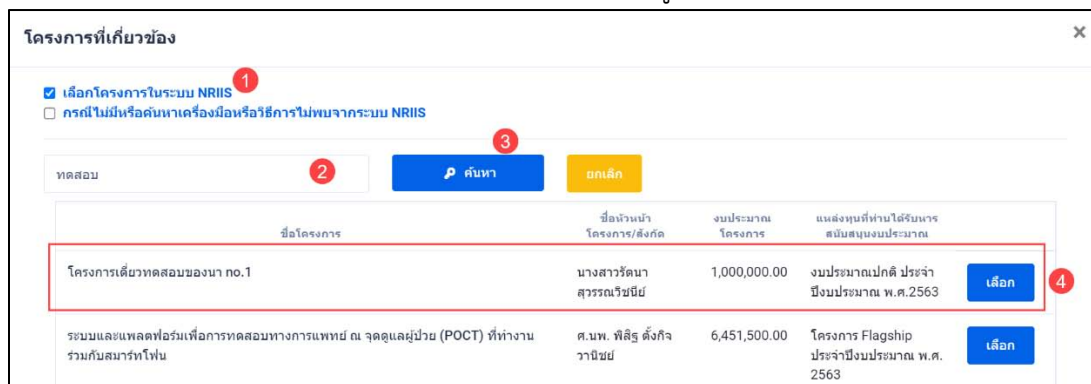 โครงการที่เกี่ยวข้อง ×
1
เลือกโครงการในระบบ NRIIS
กรณีไม่มีหรือค้นหาเครื่องมือหรือวิธีการไม่พบจากระบบ NRIIS
3
ทดสอบ 2 ค้นหา ยกเลิก
ชื่อโครงการ ชื่อหัวหน้า งบประมาณ แหล่งทุนที่ท่านได้รับหาร
โครงการ/สังกัด โครงการ สนับสนุนงบประมาณ
โครงการเดี่ยวทดสอบของนา no.1 นางสาวรัตนา 1,000,000.00 งบประมาณปกติ ประจำ
สุวรรณวิชนีย์ ปีงบประมาณ พ.ศ.2563 เลือก 4
ระบบและแพลตฟอร์มเพื่อการทดสอบทางการแพทย์ ณ จุดดูแลผู้ป่วย (POCT) ที่ทำงาน ศ.นพ. พิสิฐ ตั้งกิจ 6,451,500.00 โครงการ Flagship
ร่วมกับสมาร์ทโฟน วานิชย์ ประจำปีงบประมาณ พ.ศ. เลือก
2563